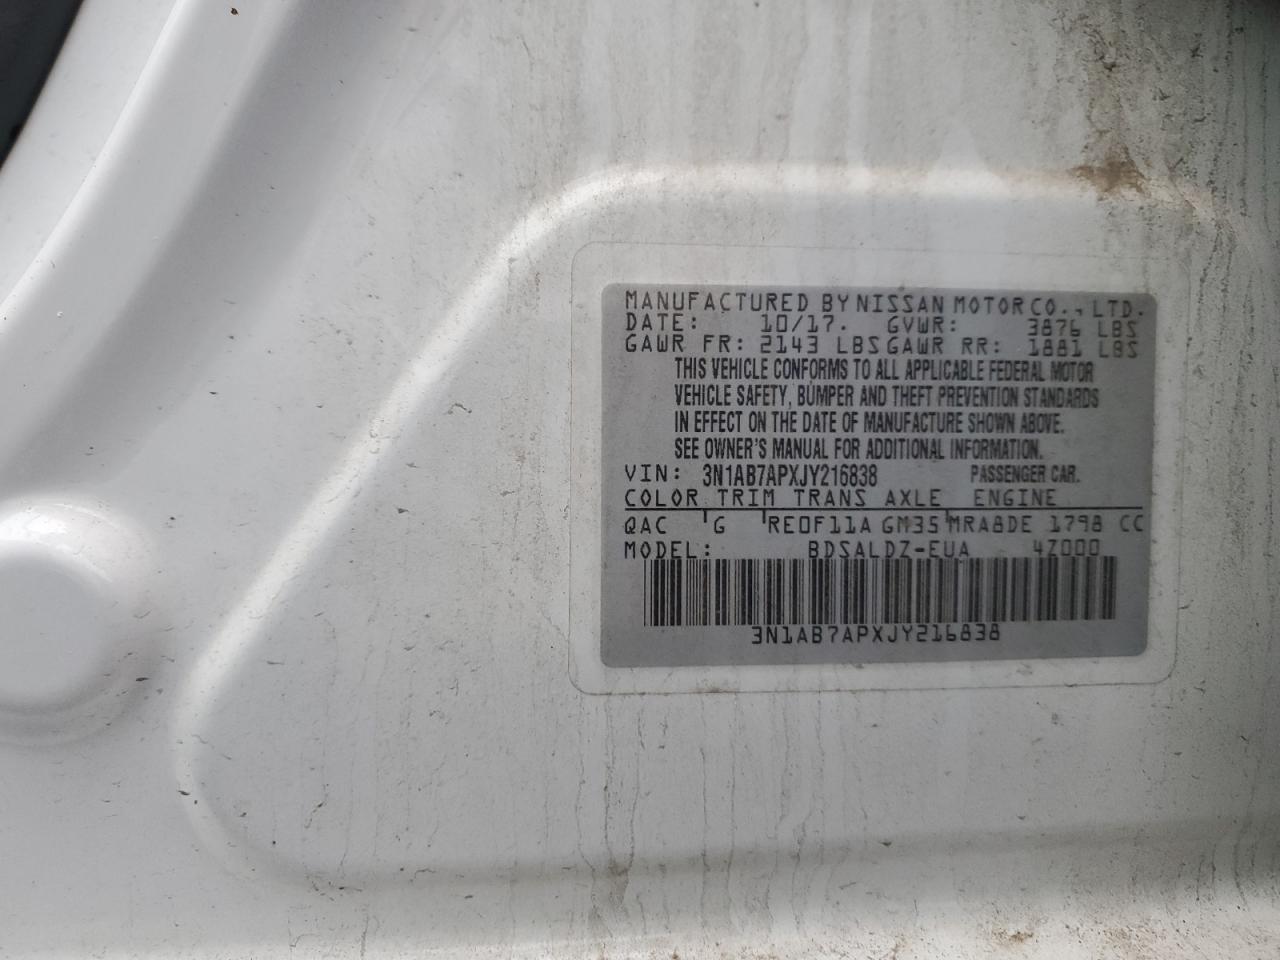 MANUFACTURED BY NISSAN MOTOR CO., LTD.
DATE: 10/17. GVWR: 3876 LBS
GAWR FR: 2143 LBS GAWR RR: 1881 LBS
THIS VEHICLE CONFORMS TO ALL APPLICABLE FEDERAL MOTOR
VEHICLE SAFETY, BUMPER AND THEFT PREVENTION STANDARDS
IN EFFECT ON THE DATE OF MANUFACTURE SHOWN ABOVE.
SEE OWNER'S MANUAL FOR ADDITIONAL INFORMATION.
VIN: 3N1AB7APXJY216838 PASSENGER CAR.
COLOR TRIM TRANS AXLE ENGINE
QAC G RE0F11A GM35 MRA8DE 1798 CC
MODEL: BDSALDZ-EUA 4Z000
3N1AB7APXJY216838